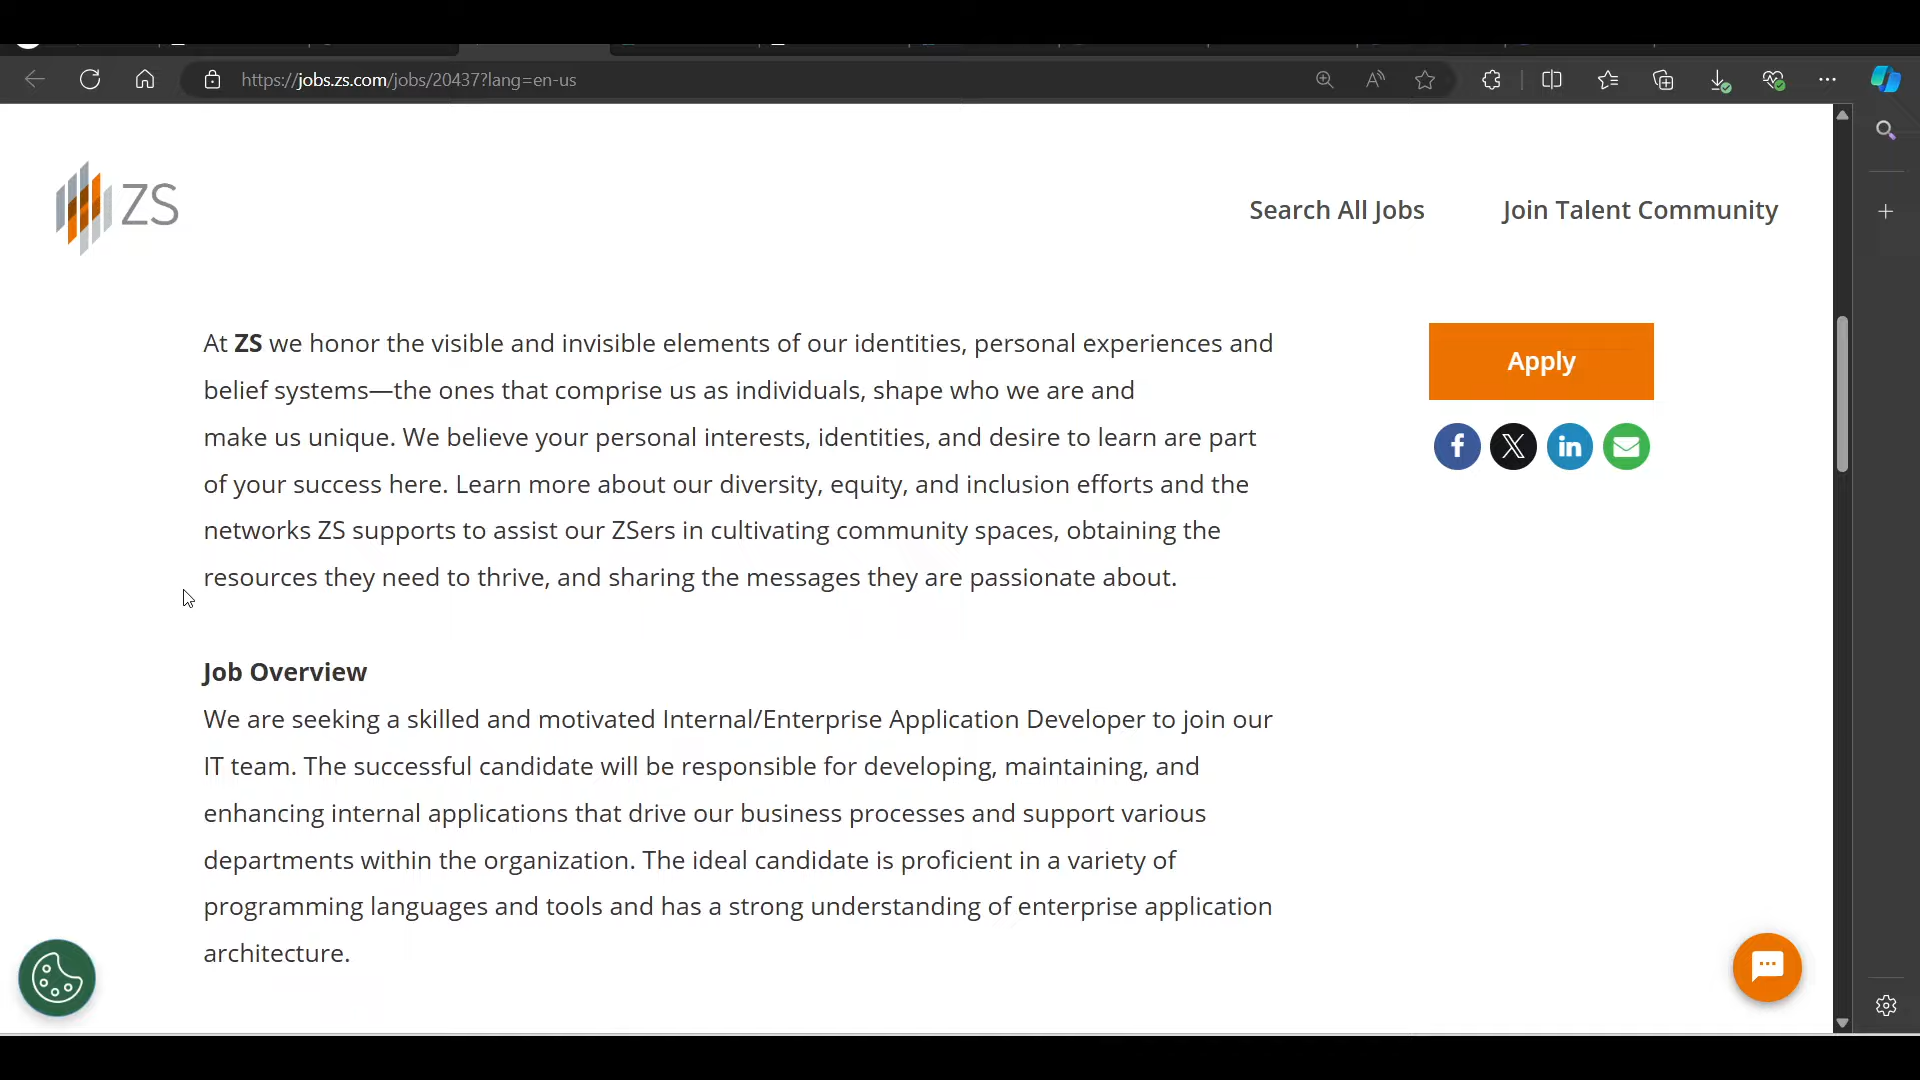 https://jobs.zs.com/jobs/20437?lang=en-us
ZS
Search All Jobs
Join Talent Community
At ZS we honor the visible and invisible elements of our identities, personal experiences and
belief systems—the ones that comprise us as individuals, shape who we are and
make us unique. We believe your personal interests, identities, and desire to learn are part
of your success here. Learn more about our diversity, equity, and inclusion efforts and the
networks ZS supports to assist our ZSers in cultivating community spaces, obtaining the
resources they need to thrive, and sharing the messages they are passionate about.
Apply
Job Overview
We are seeking a skilled and motivated Internal/Enterprise Application Developer to join our
IT team. The successful candidate will be responsible for developing, maintaining, and
enhancing internal applications that drive our business processes and support various
departments within the organization. The ideal candidate is proficient in a variety of
programming languages and tools and has a strong understanding of enterprise application
architecture.